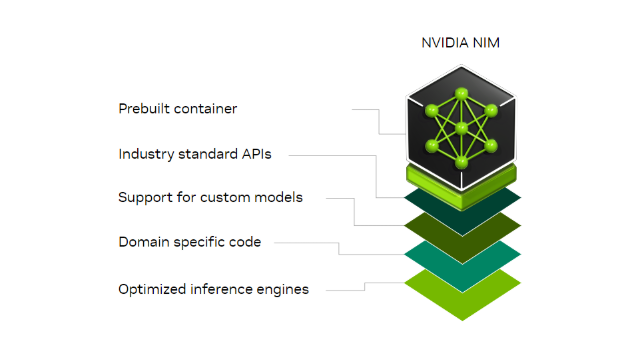 NVIDIA NIM
Prebuilt container
Industry standard APIs
Support for custom models
Domain specific code
Optimized inference engines